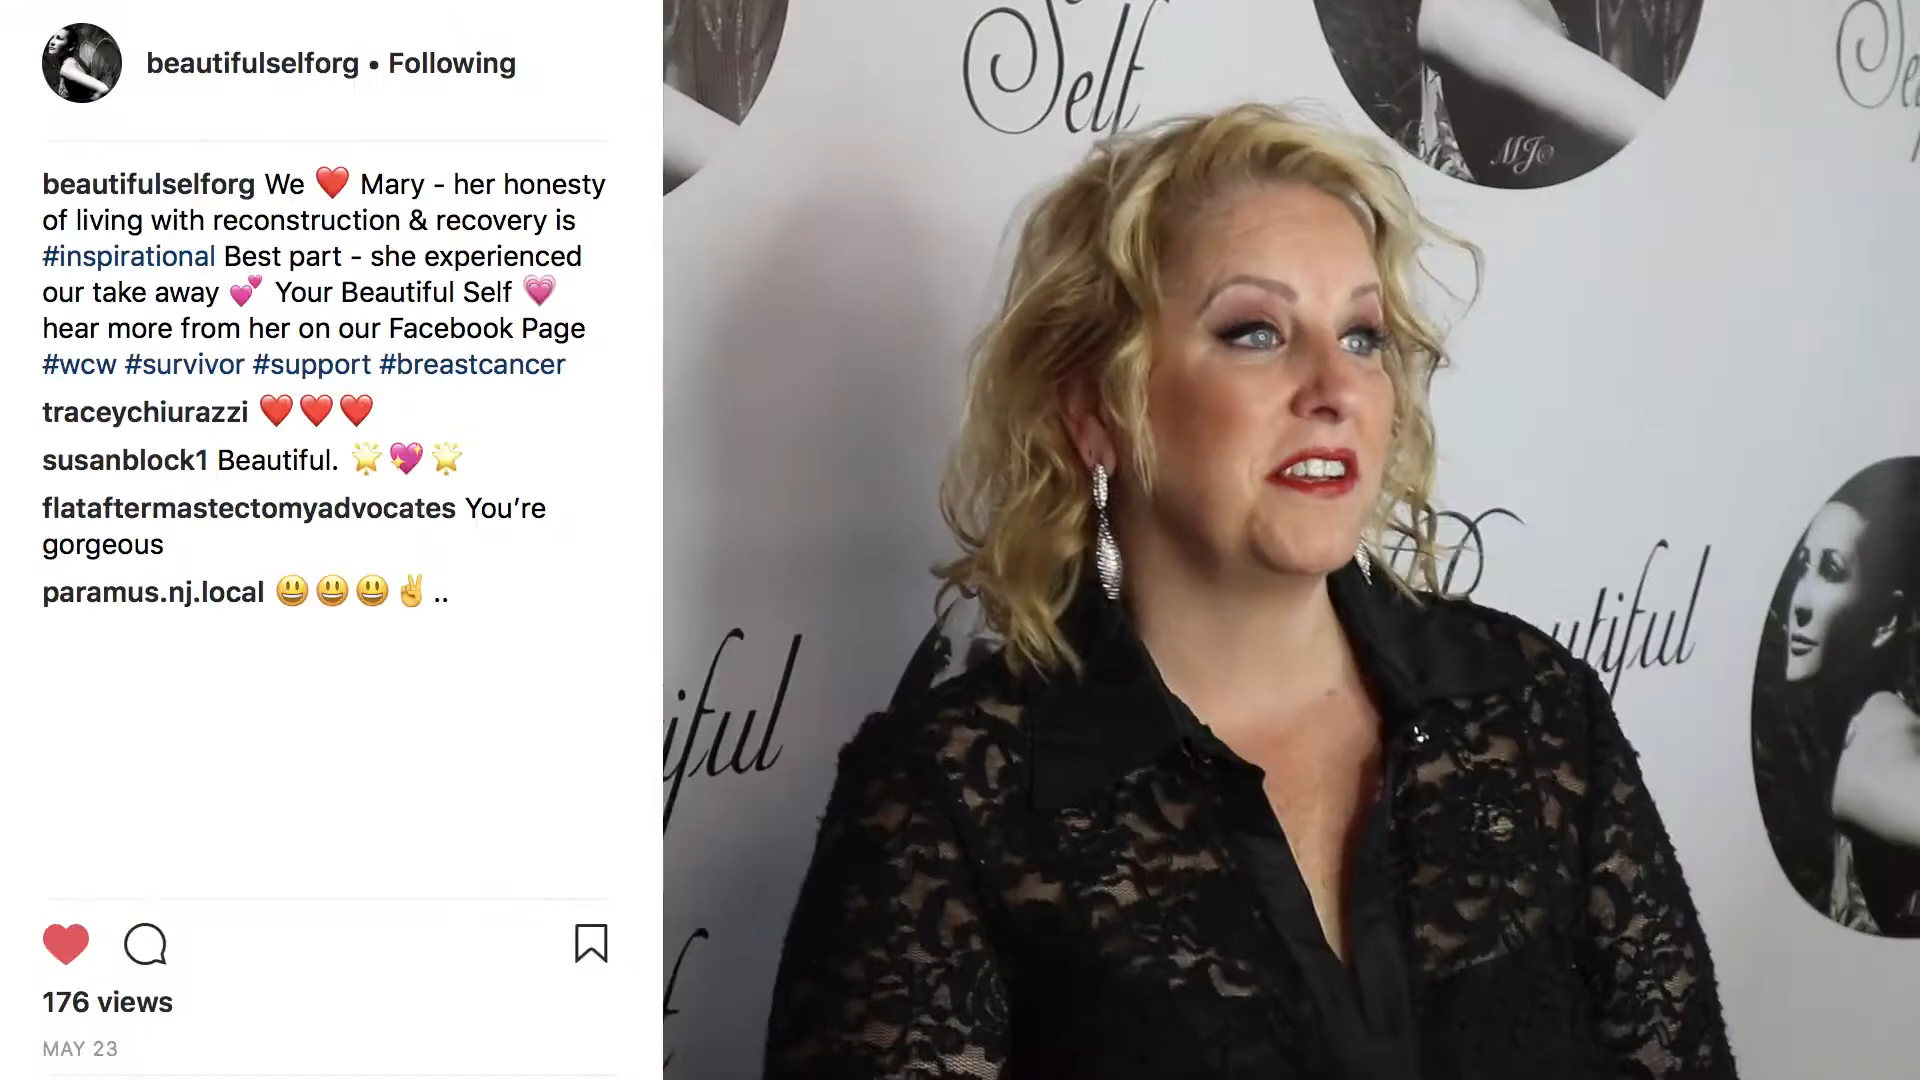 beautifulselforg • Following
beautifulselforg We ❤️ Mary - her honesty
of living with reconstruction & recovery is
#inspirational Best part - she experienced
our take away 💕 Your Beautiful Self 💗
hear more from her on our Facebook Page
#wcw #survivor #support #breastcancer
traceychiurazzi ❤️❤️❤️
susanblock1 Beautiful. 🌟💖🌟
flataftermastectomyadvocates You’re
gorgeous
paramus.nj.local 😃😃😃✌️..
176 views
MAY 23
Self
MJ©
utiful
iful